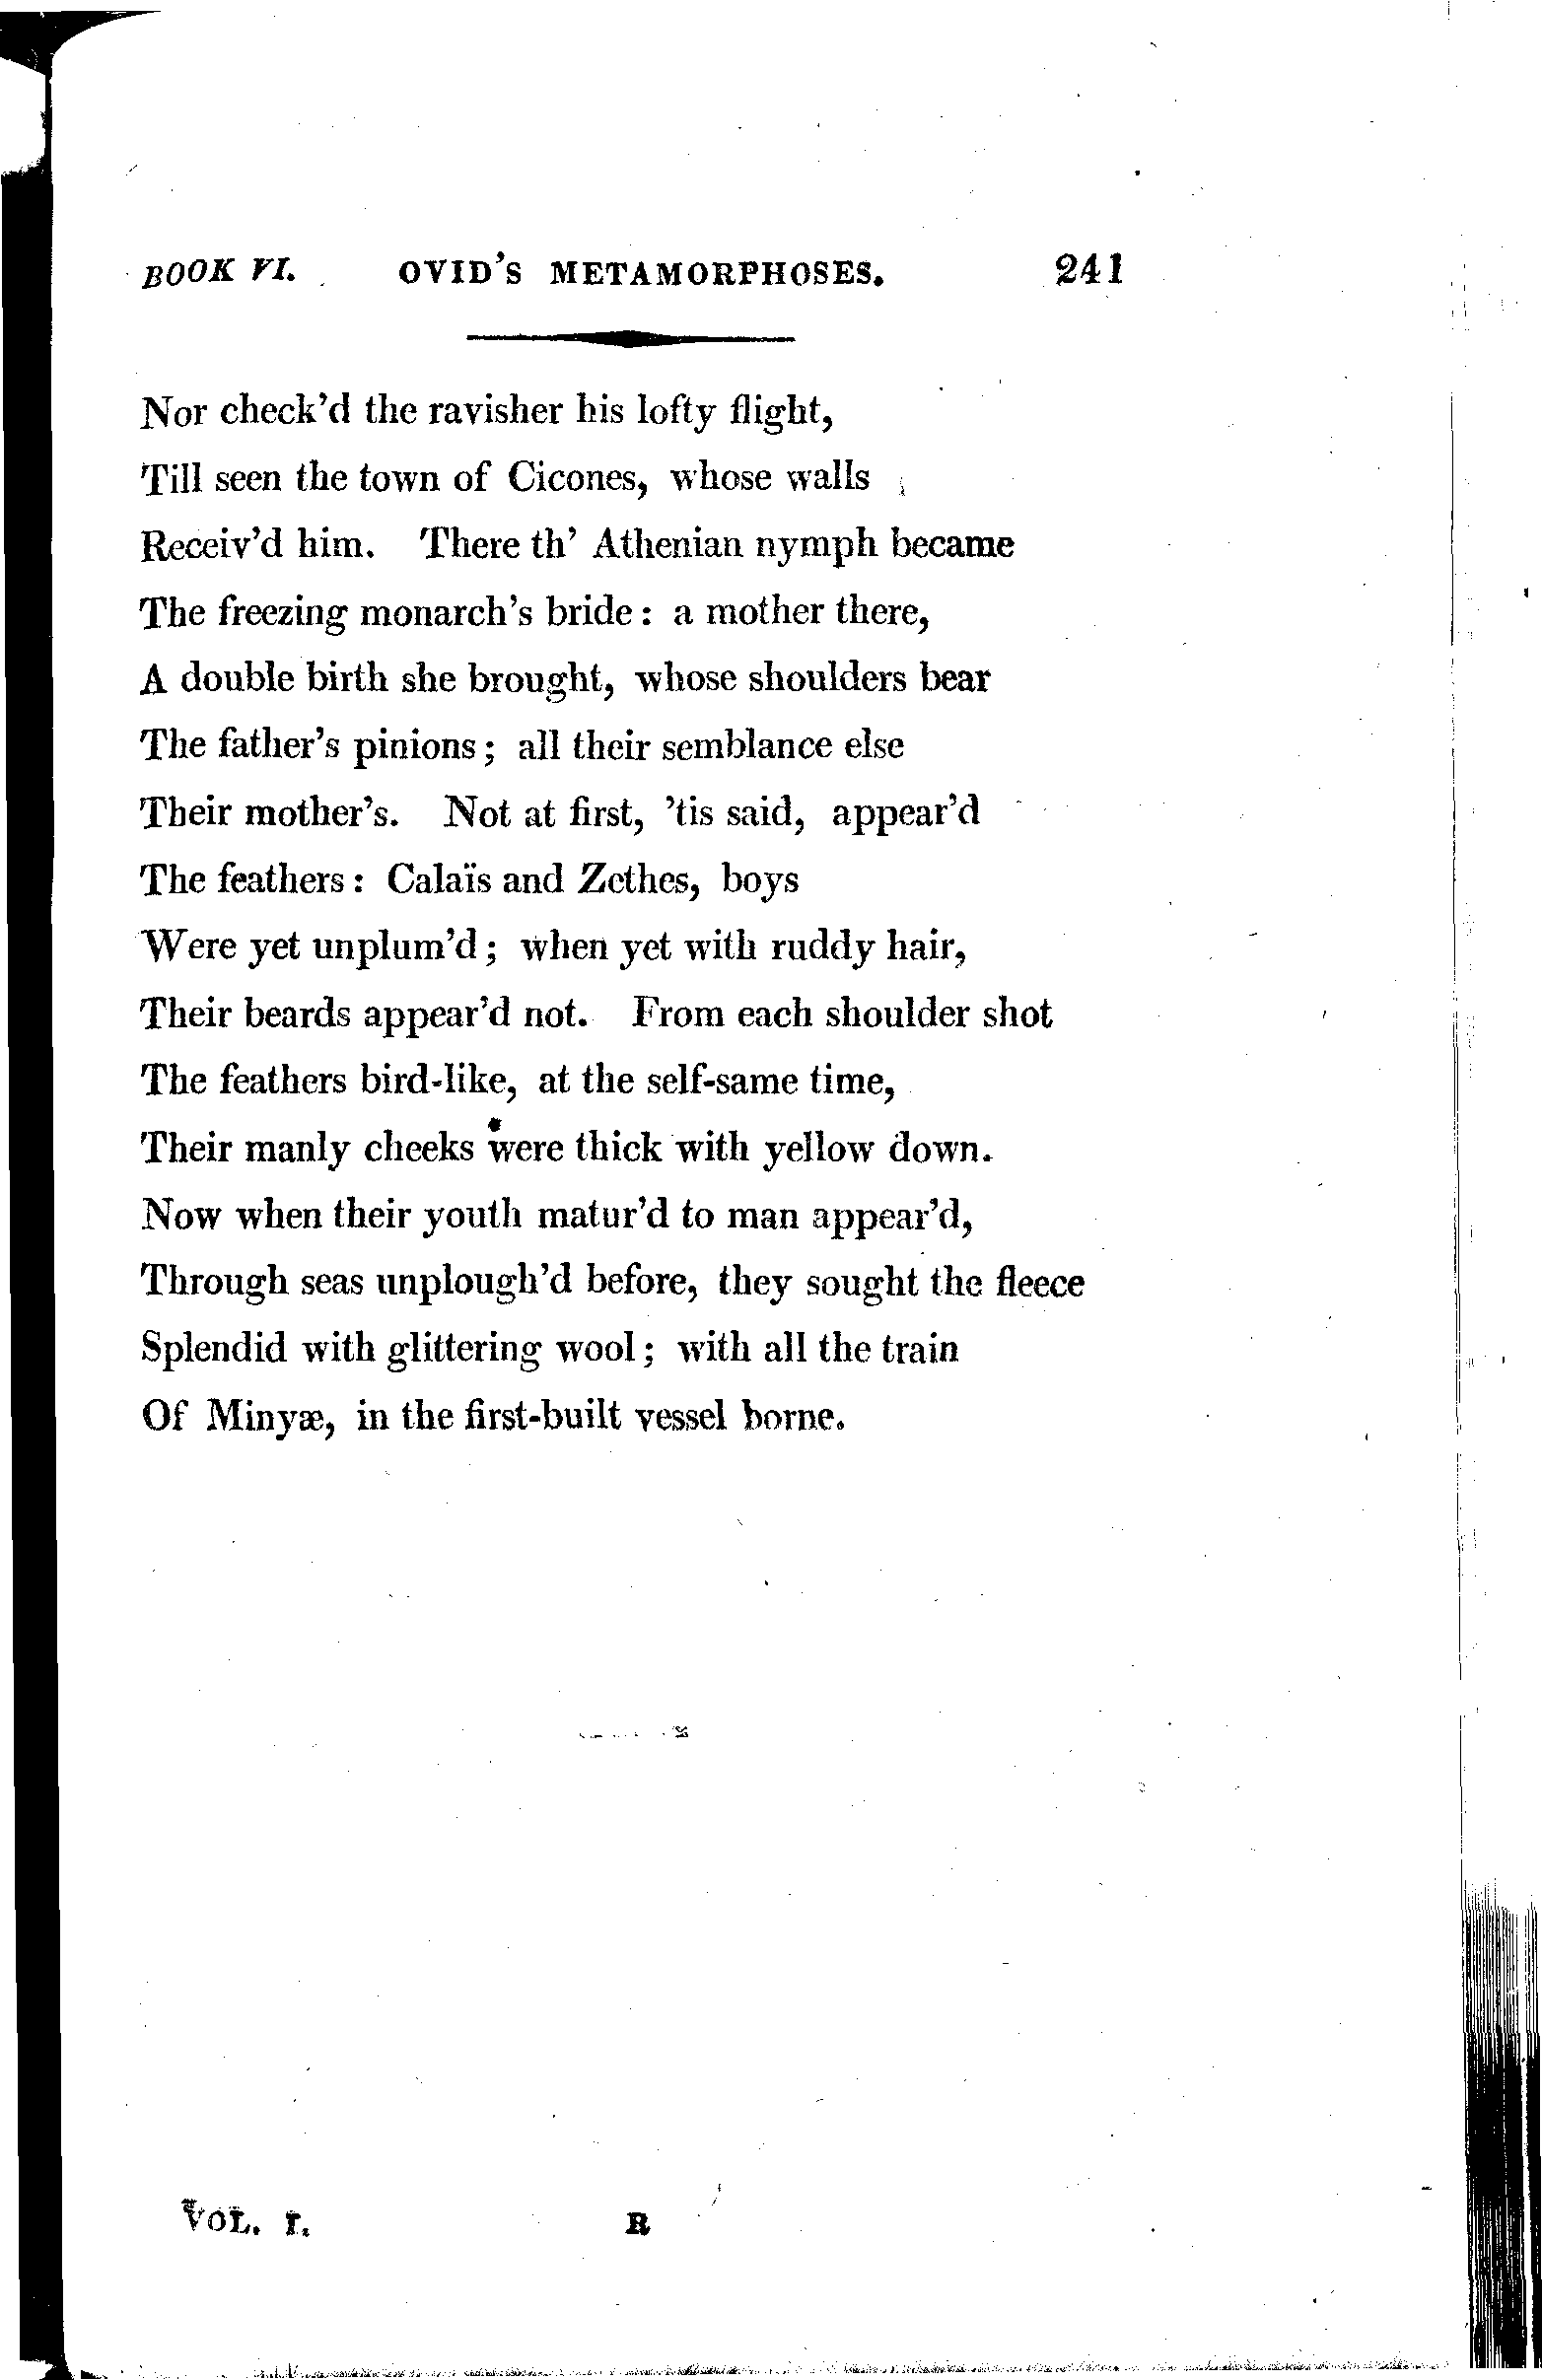 BOOK VI. OVID'S METAMORPHOSES. 241
Nor check'd the ravisher his lofty flight,
Till seen the town of Cicones, whose walls
Receiv'd him. There th' Athenian nymph became
The freezing monarch's bride: a mother there,
A double birth she brought, whose shoulders bear
The father's pinions; all their semblance else
Their mother's. Not at first, 'tis said, appear'd
The feathers: Calaïs and Zethes, boys
Were yet unplum'd; when yet with ruddy hair,
Their beards appear'd not. From each shoulder shot
The feathers bird-like, at the self-same time,
Their manly cheeks were thick with yellow down.
Now when their youth matur'd to man appear'd,
Through seas unplough'd before, they sought the fleece
Splendid with glittering wool; with all the train
Of Minyæ, in the first-built vessel borne.
VOL. I. R